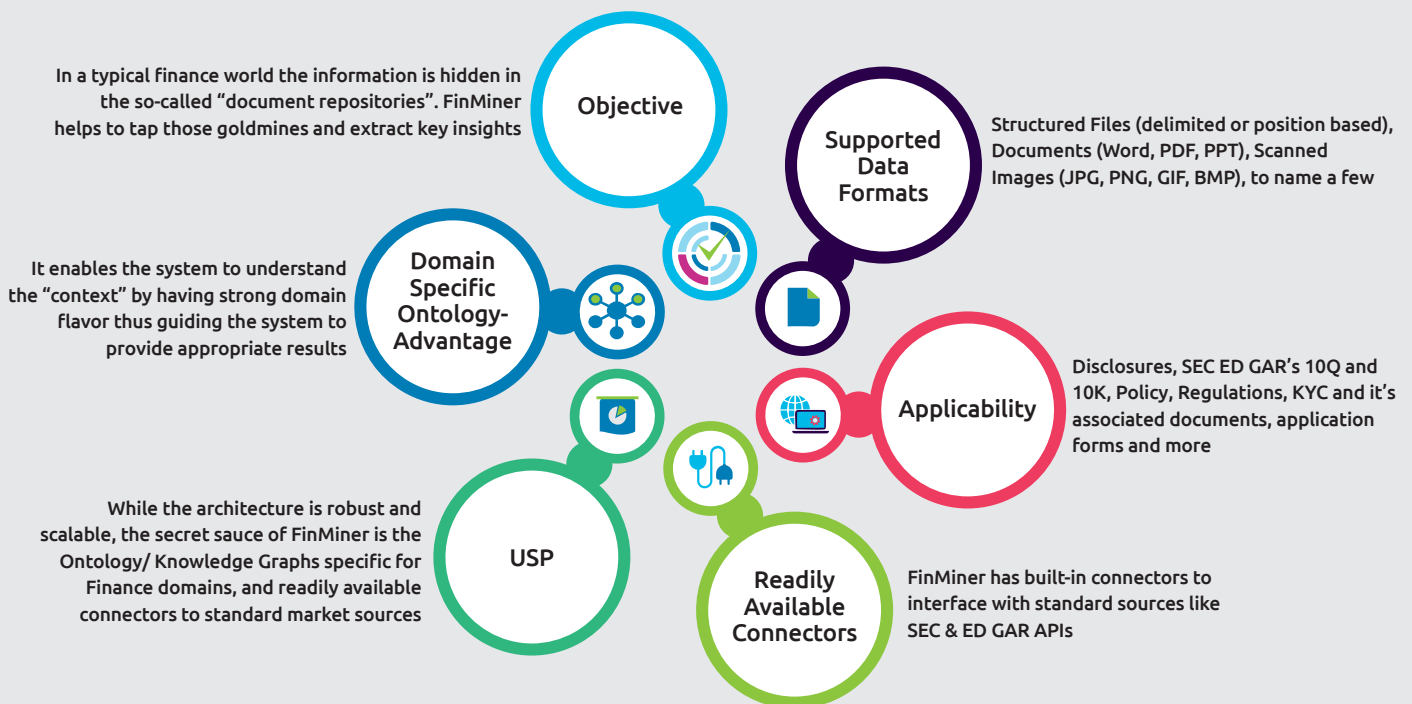 In a typical finance world the information is hidden in
the so-called “document repositories”. FinMiner
helps to tap those goldmines and extract key insights
Objective
Supported
Data
Formats
Structured Files (delimited or position based),
Documents (Word, PDF, PPT), Scanned
Images (JPG, PNG, GIF, BMP), to name a few
It enables the system to understand
the “context” by having strong domain
flavor thus guiding the system to
provide appropriate results
Domain
Specific
Ontology-
Advantage
Applicability
Disclosures, SEC ED GAR’s 10Q and
10K, Policy, Regulations, KYC and it’s
associated documents, application
forms and more
While the architecture is robust and
scalable, the secret sauce of FinMiner is the
Ontology/ Knowledge Graphs specific for
Finance domains, and readily available
connectors to standard market sources
USP
Readily
Available
Connectors
FinMiner has built-in connectors to
interface with standard sources like
SEC & ED GAR APIs